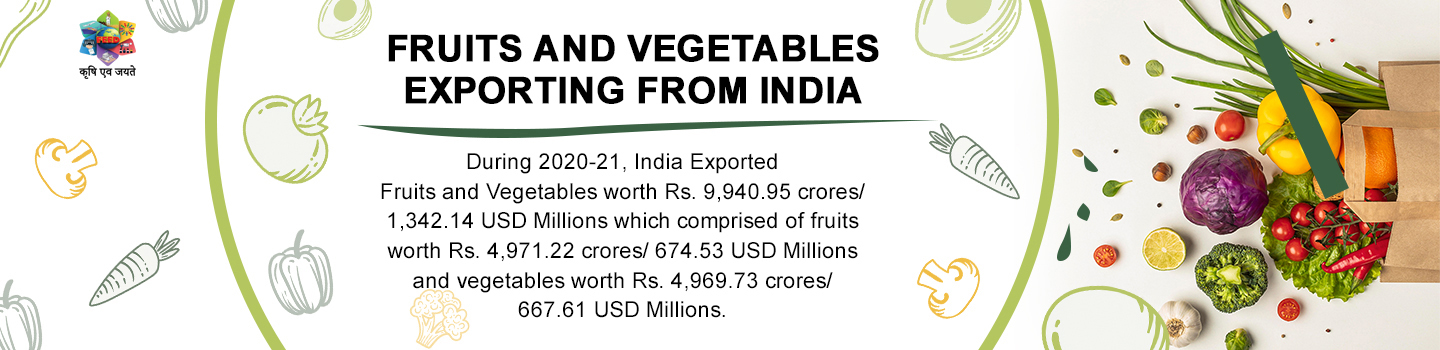 कृषि एव जयते
FRUITS AND VEGETABLES
EXPORTING FROM INDIA
During 2020-21, India Exported
Fruits and Vegetables worth Rs. 9,940.95 crores/
1,342.14 USD Millions which comprised of fruits
worth Rs. 4,971.22 crores/ 674.53 USD Millions
and vegetables worth Rs. 4,969.73 crores/
667.61 USD Millions.